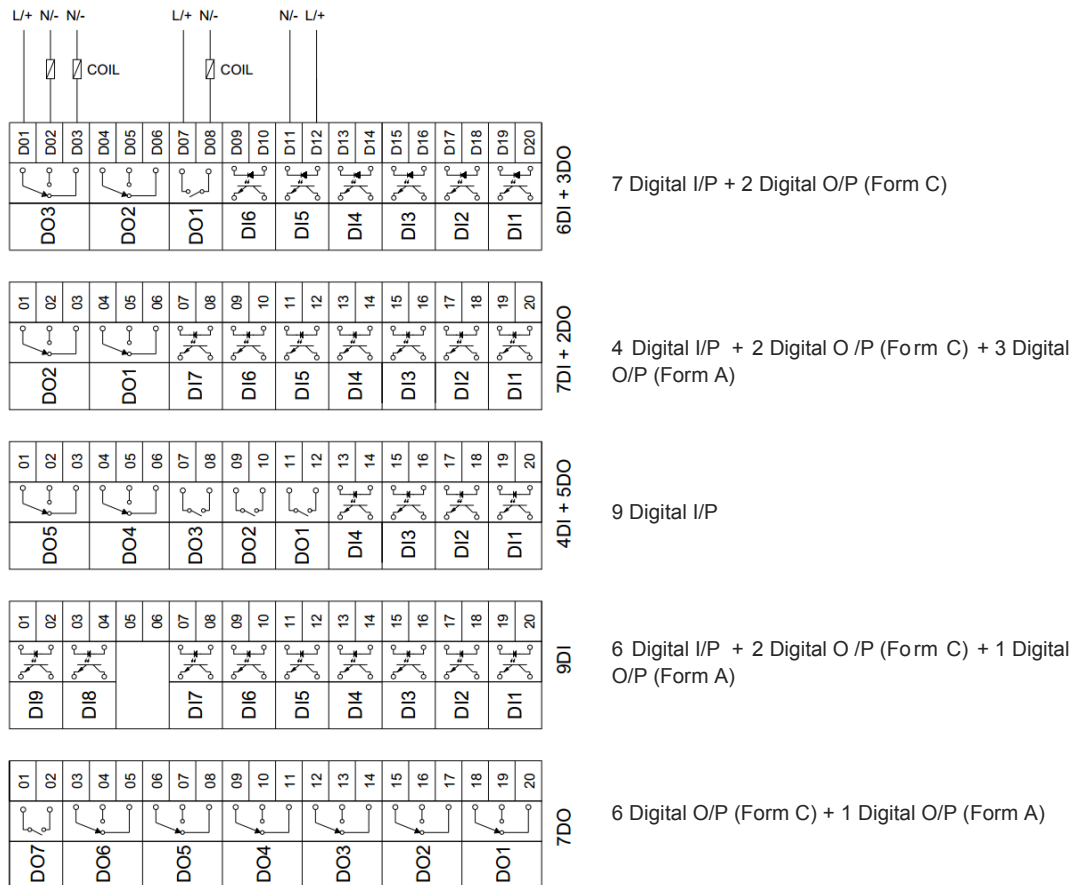 L/+ N/- N/- L/+ N/- N/- L/+
COIL COIL
D01 D02 D03 D04 D05 D06 D07 D08 D09 D10 D11 D12 D13 D14 D15 D16 D17 D18 D19 D20
DO3 DO2 DO1 DI6 DI5 DI4 DI3 DI2 DI1
6DI + 3DO
7 Digital I/P + 2 Digital O/P (Form C)
01 02 03 04 05 06 07 08 09 10 11 12 13 14 15 16 17 18 19 20
DO2 DO1 DI7 DI6 DI5 DI4 DI3 DI2 DI1
7DI + 2DO
4 Digital I/P + 2 Digital O /P (Form C) + 3 Digital
O/P (Form A)
01 02 03 04 05 06 07 08 09 10 11 12 13 14 15 16 17 18 19 20
DO5 DO4 DO3 DO2 DO1 DI4 DI3 DI2 DI1
4DI + 5DO
9 Digital I/P
01 02 03 04 05 06 07 08 09 10 11 12 13 14 15 16 17 18 19 20
DI9 DI8 DI7 DI6 DI5 DI4 DI3 DI2 DI1
9DI
6 Digital I/P + 2 Digital O /P (Form C) + 1 Digital
O/P (Form A)
01 02 03 04 05 06 07 08 09 10 11 12 13 14 15 16 17 18 19 20
DO7 DO6 DO5 DO4 DO3 DO2 DO1
7DO
6 Digital O/P (Form C) + 1 Digital O/P (Form A)